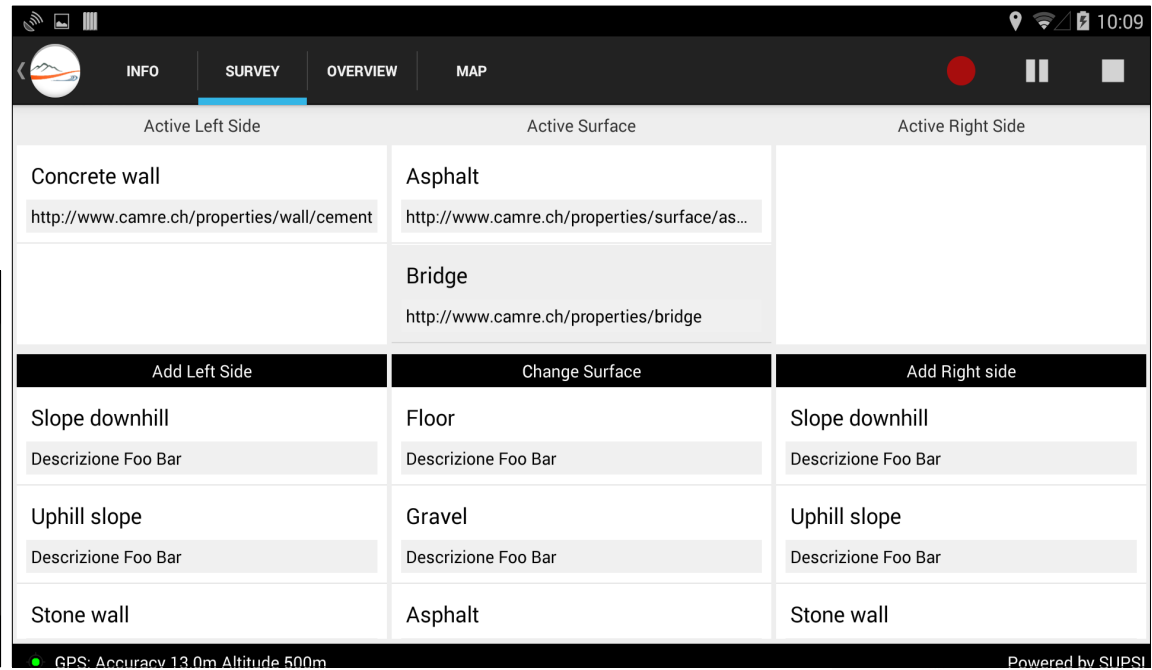 10:09
INFO SURVEY OVERVIEW MAP
Active Left Side
Active Surface
Active Right Side
Concrete wall
http://www.camre.ch/properties/wall/cement
Asphalt
http://www.camre.ch/properties/surface/as...
Bridge
http://www.camre.ch/properties/bridge
Add Left Side
Change Surface
Add Right side
Slope downhill
Descrizione Foo Bar
Uphill slope
Descrizione Foo Bar
Stone wall
Floor
Descrizione Foo Bar
Gravel
Descrizione Foo Bar
Asphalt
Slope downhill
Descrizione Foo Bar
Uphill slope
Descrizione Foo Bar
Stone wall
GPS: Accuracy 13.0m Altitude 500m
Powered by SUPSI